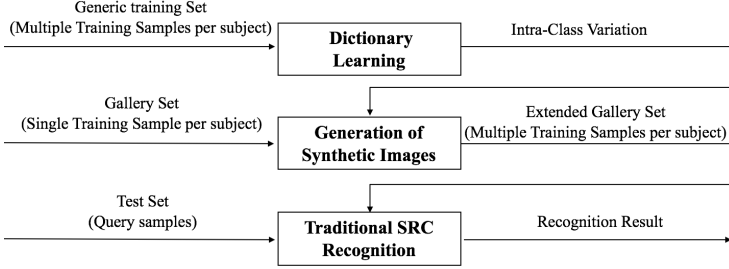 Generic training Set
(Multiple Training Samples per subject)
Dictionary
Learning
Intra-Class Variation
Gallery Set
(Single Training Sample per subject)
Generation of
Synthetic Images
Extended Gallery Set
(Multiple Training Samples per subject)
Test Set
(Query samples)
Traditional SRC
Recognition
Recognition Result